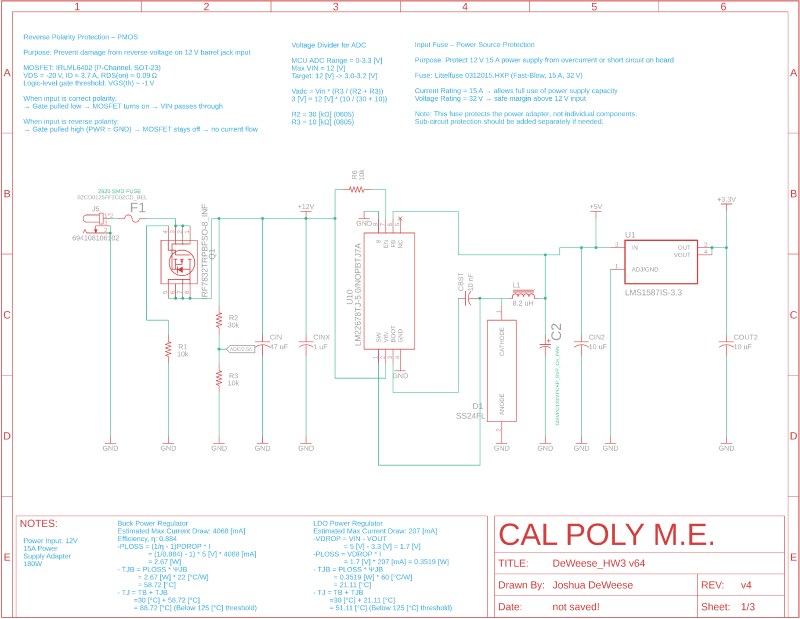 1 2 3 4 5 6
A A
B B
C C
D D
E E
Reverse Polarity Protection – PMOS
Purpose: Prevent damage from reverse voltage on 12 V barrel jack input
MOSFET: IRLML6402 (P-Channel, SOT-23)
VDS = -20 V, ID = 3.7 A, RDS(on) = 0.09 Ω
Logic-level gate threshold: VGS(th) ~ -1 V
When input is correct polarity:
→ Gate pulled low → MOSFET turns on → VIN passes through
When input is reverse polarity:
→ Gate pulled high (PWR = GND) → MOSFET stays off → no current flow
Voltage Divider for ADC
MCU ADC Range = 0-3.3 [V]
Max VIN = 12 [V]
Target: 12 [V] -> 3.0-3.2 [V]
Vadc = Vin * (R3 / (R2 + R3))
3 [V] = 12 [V] * (10 / (30 + 10))
R2 = 30 [kΩ] (0805)
R3 = 10 [kΩ] (0805)
Input Fuse – Power Source Protection
Purpose: Protect 12 V 15 A power supply from overcurrent or short circuit on board
Fuse: Littelfuse 0312015.HXP (Fast-Blow, 15 A, 32 V)
Current Rating = 15 A → allows full use of power supply capacity
Voltage Rating = 32 V → safe margin above 12 V input
Note: This fuse protects the power adapter, not individual components.
Sub-circuit protection should be added separately if needed.
2920 SMD FUSE
J5
F1
694108106102
RF7832TRPBFSO-8_INF
Q1
R1
10k
R2
30k
R3
10k
CIN
47 uF
+12V
CINX
1 uF
R6
10k
GND
EN
FB
NC
U10
LM22678TJ-5.0/NOPBTJ7A
SW
VIN
BOOT
GND
GND
CBST
10 nF
L1
8.2 uH
CATHODE
ANODE
D1
SS24FL
C2
+5V
CIN2
10 uF
U1
IN
OUT
VOUT
ADJ/GND
LMS1587IS-3.3
+3.3V
COUT2
10 uF
GND GND GND GND GND GND GND GND GND GND
NOTES:
Power Input: 12V
15A Power
Supply Adapter
180W
Buck Power Regulator
Estimated Max Current Draw: 4068 [mA]
Efficiency, η: 0.884
-PLOSS = (1/η - 1)PDROP * I
= (1/0.884) - 1) * 5 [V] * 4068 [mA]
= 2.67 [W]
- TJB = PLOSS * ΨJB
= 2.67 [W] * 22 [°C/W]
= 58.72 [°C]
- TJ = TB + TJB
=30 [°C] + 58.72 [°C]
= 88.72 [°C] (Below 125 [°C] threshold)
LDO Power Regulator
Estimated Max Current Draw: 207 [mA]
-VDROP = VIN - VOUT
= 5 [V] - 3.3 [V] = 1.7 [V]
-PLOSS = VDROP * I
= 1.7 [V] * 207 [mA] = 0.3519 [W]
- TJB = PLOSS * ΨJB
= 0.3519 [W] * 60 [°C/W]
= 21.11 [°C]
- TJ = TB + TJB
=30 [°C] + 21.11 [°C]
= 51.11 [°C] (Below 125 [°C] threshold)
CAL POLY M.E.
TITLE: DeWeese_HW3 v64
Drawn By: Joshua DeWeese REV: v4
Date: not saved! Sheet: 1/3